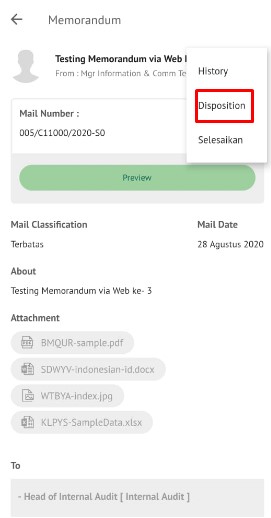 Memorandum
Testing Memorandum via Web
From : Mgr Information & Comm Te
History
Disposition
Selesaikan
Mail Number :
005/C11000/2020-S0
Preview
Mail Classification
Mail Date
Terbatas
28 Agustus 2020
About
Testing Memorandum via Web ke- 3
Attachment
BMQUR-sample.pdf
SDWYV-indonesian-id.docx
WTBYA-index.jpg
KLPYS-SampleData.xlsx
To
- Head of Internal Audit [ Internal Audit ]